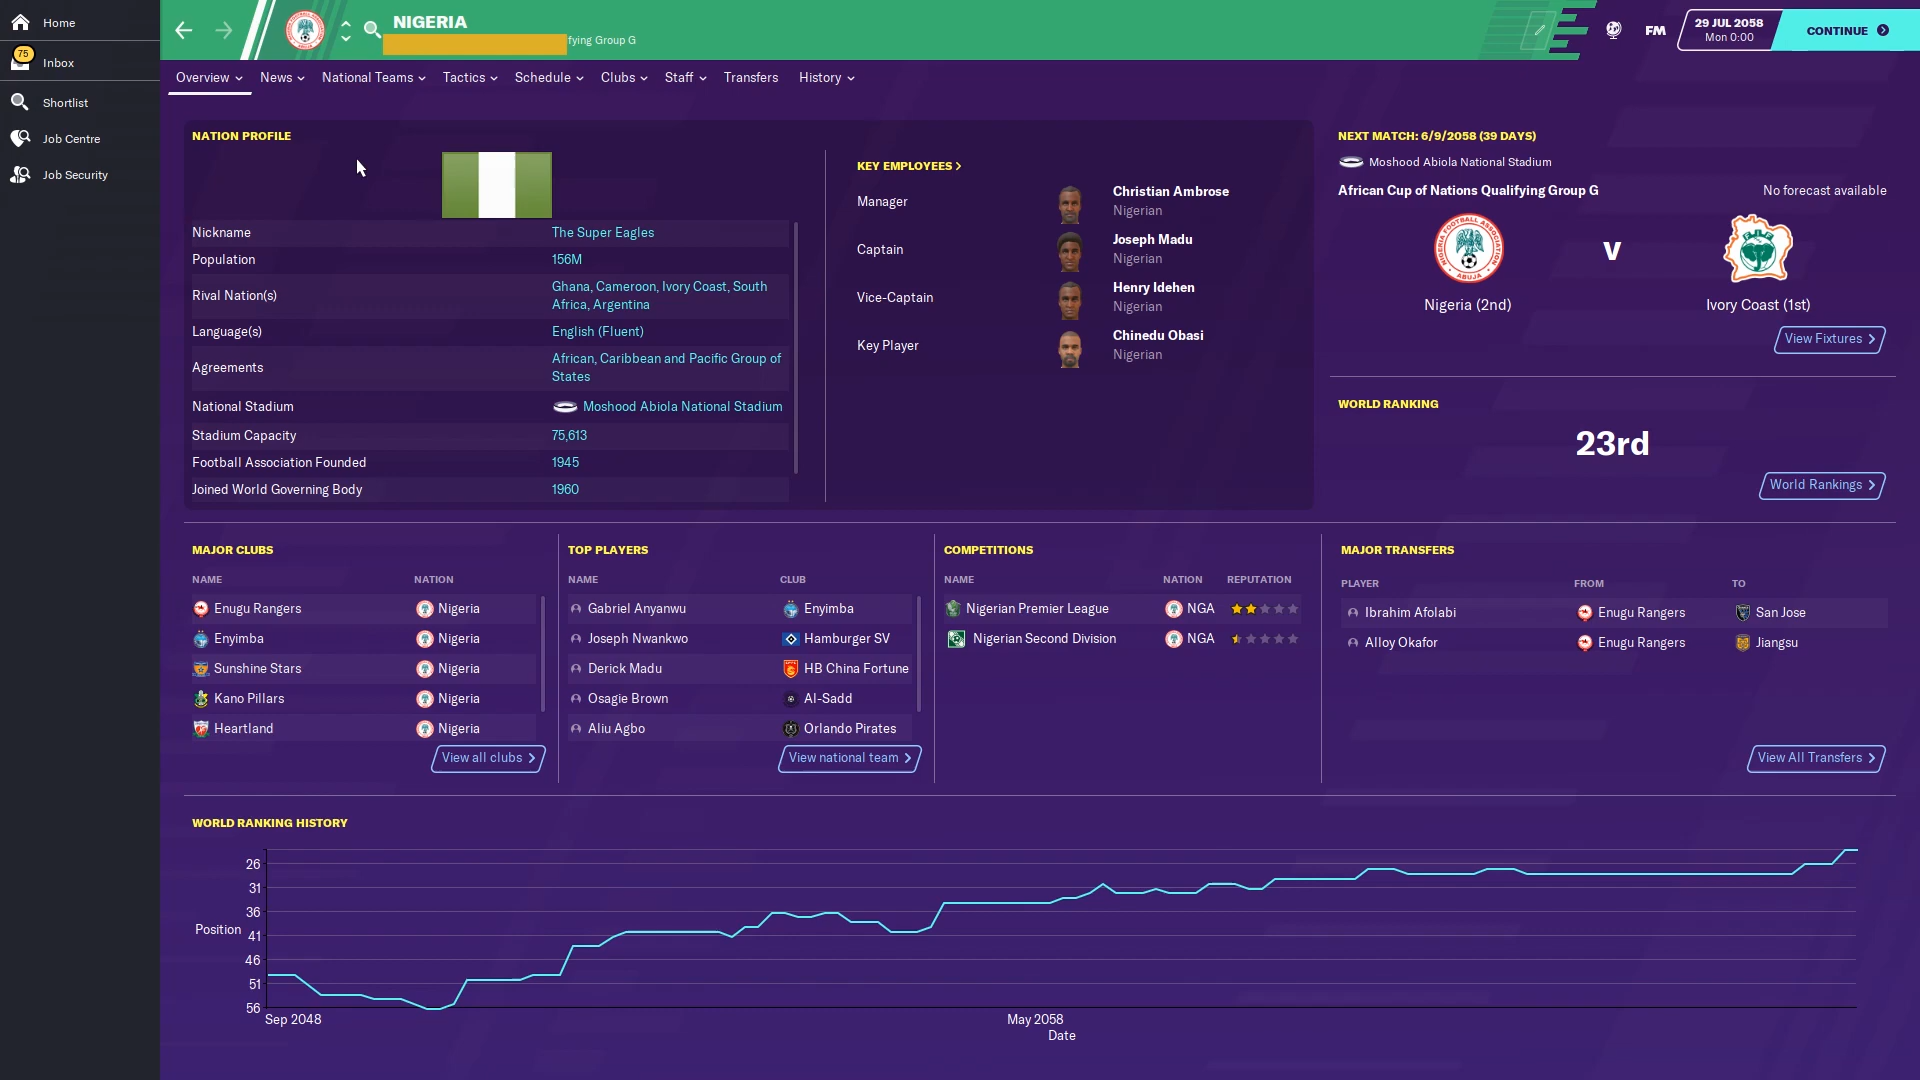 Home
75
Inbox
Shortlist
Job Centre
Job Security
NIGERIA
fying Group G
FM
29 JUL 2058
Mon 0:00
CONTINUE
Overview
News
National Teams
Tactics
Schedule
Clubs
Staff
Transfers
History
NATION PROFILE
Nickname
The Super Eagles
Population
156M
Rival Nation(s)
Ghana, Cameroon, Ivory Coast, South
Africa, Argentina
Language(s)
English (Fluent)
Agreements
African, Caribbean and Pacific Group of
States
National Stadium
Moshood Abiola National Stadium
Stadium Capacity
75,613
Football Association Founded
1945
Joined World Governing Body
1960
KEY EMPLOYEES >
Manager
Christian Ambrose
Nigerian
Captain
Joseph Madu
Nigerian
Vice-Captain
Henry Idehen
Nigerian
Key Player
Chinedu Obasi
Nigerian
NEXT MATCH: 6/9/2058 (39 DAYS)
Moshood Abiola National Stadium
African Cup of Nations Qualifying Group G
No forecast available
NIGERIA FOOTBALL ASSOCIATION
ABUJA
V
F I F
Nigeria (2nd)
Ivory Coast (1st)
View Fixtures >
WORLD RANKING
23rd
World Rankings >
MAJOR CLUBS
NAME NATION
Enugu Rangers Nigeria
Enyimba Nigeria
Sunshine Stars Nigeria
Kano Pillars Nigeria
Heartland Nigeria
View all clubs >
TOP PLAYERS
NAME CLUB
Gabriel Anyanwu Enyimba
Joseph Nwankwo Hamburger SV
Derick Madu HB China Fortune
Osagie Brown Al-Sadd
Aliu Agbo Orlando Pirates
View national team >
COMPETITIONS
NAME NATION REPUTATION
Nigerian Premier League NGA
Nigerian Second Division NGA
MAJOR TRANSFERS
PLAYER FROM TO
Ibrahim Afolabi Enugu Rangers San Jose
Alloy Okafor Enugu Rangers Jiangsu
View All Transfers >
WORLD RANKING HISTORY
26
31
36
Position
41
46
51
56
Sep 2048
May 2058
Date